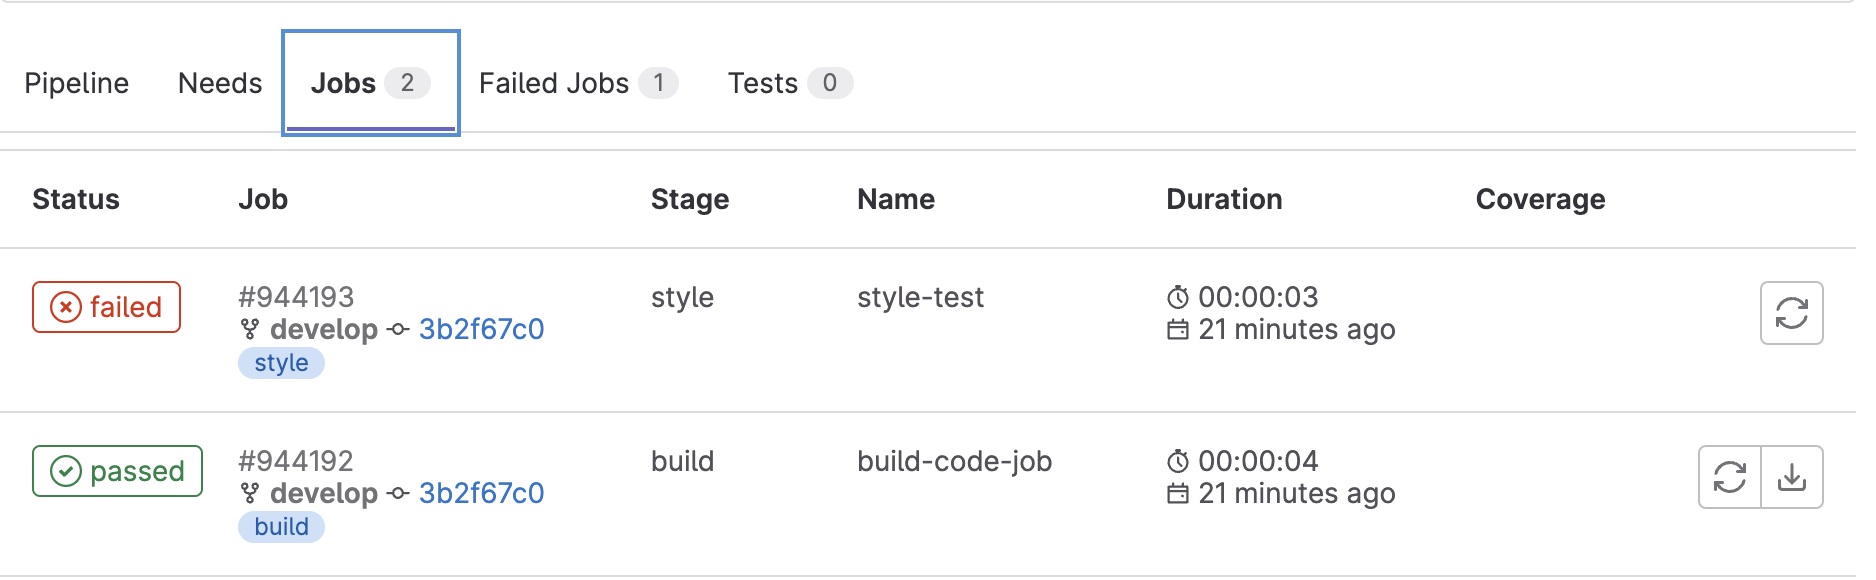 Pipeline Needs Jobs 2 Failed Jobs 1 Tests 0
Status Job Stage Name Duration Coverage
failed #944193 style style-test 00:00:03
develop 3b2f67c0 21 minutes ago
style
passed #944192 build build-code-job 00:00:04
develop 3b2f67c0 21 minutes ago
build